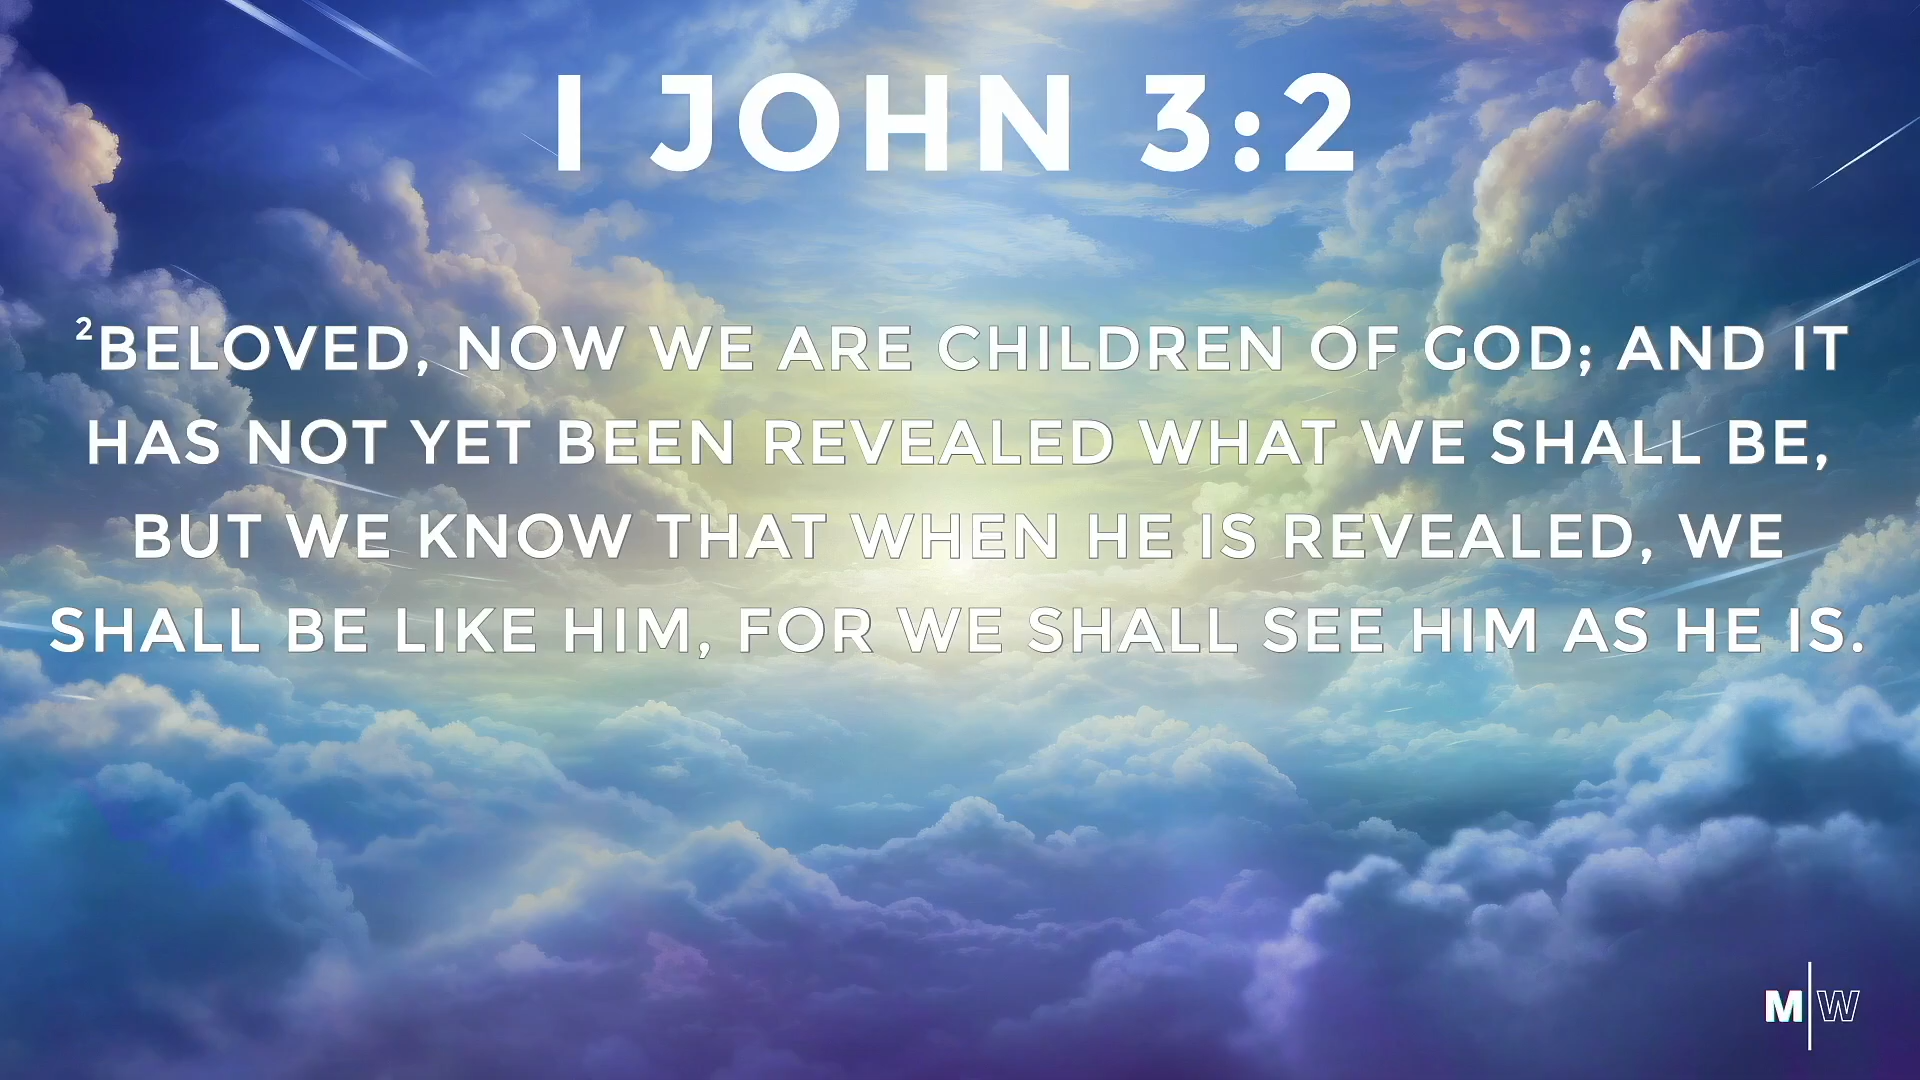 I JOHN 3:2
²BELOVED, NOW WE ARE CHILDREN OF GOD; AND IT
HAS NOT YET BEEN REVEALED WHAT WE SHALL BE,
BUT WE KNOW THAT WHEN HE IS REVEALED, WE
SHALL BE LIKE HIM, FOR WE SHALL SEE HIM AS HE IS.
M|W